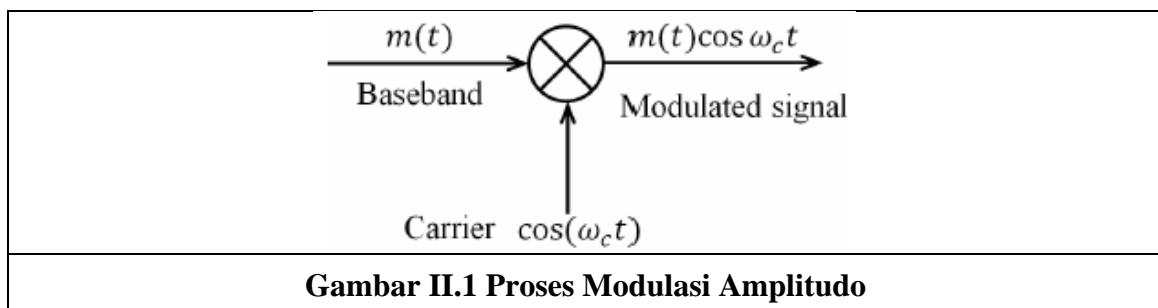 m(t) m(t)cos ω_c t
Baseband Modulated signal
Carrier cos(ω_c t)
Gambar II.1 Proses Modulasi Amplitudo